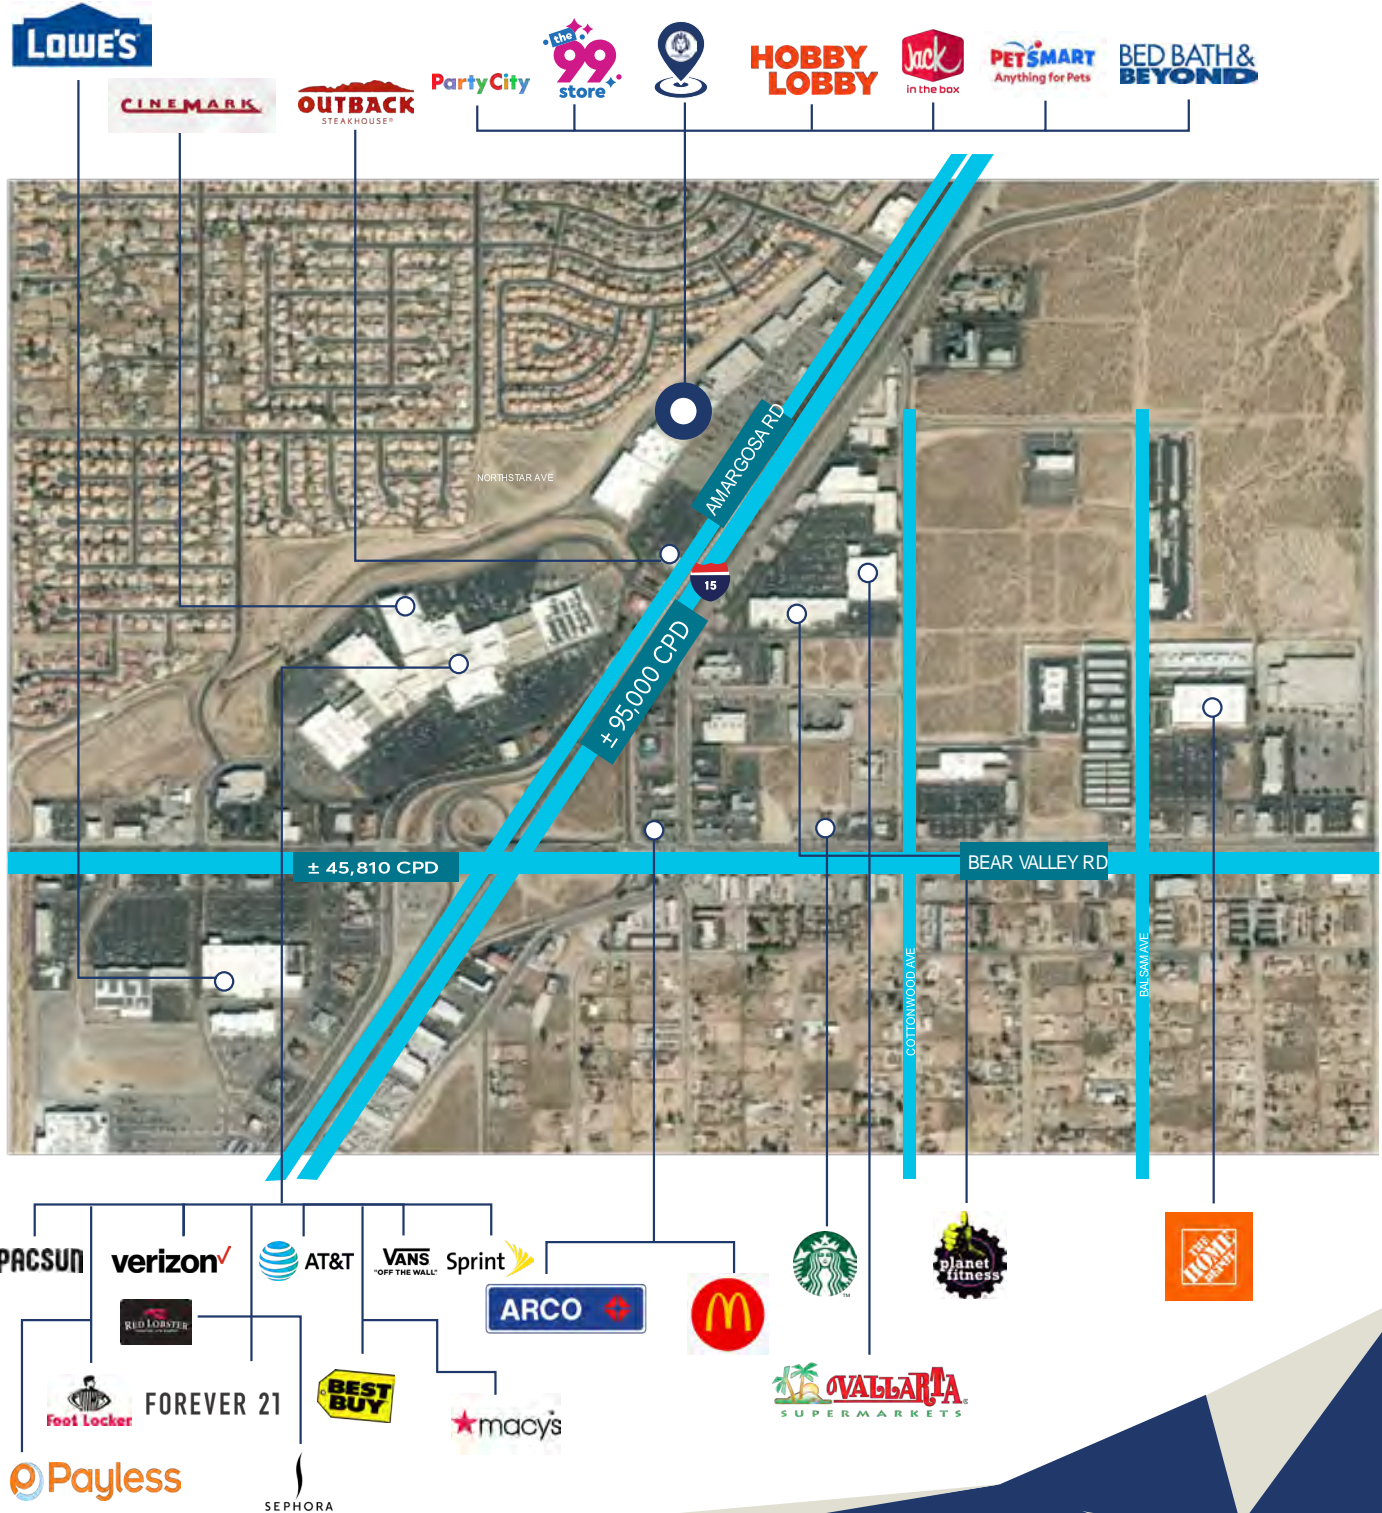 LOWE'S
CINEMARK
OUTBACK
STEAKHOUSE®
PartyCity
the
99
store
HOBBY
LOBBY
Jack
in the box
PETSMART
Anything for Pets
BED BATH &
BEYOND
NORTHSTAR AVE
AMARGOSA RD
15
± 95,000 CPD
± 45,810 CPD
BEAR VALLEY RD
COTTONWOOD AVE
BALSAM AVE
PACSUN
verizon
AT&T
VANS
"OFF THE WALL"
Sprint
ARCO
RED LOBSTER
planet
fitness
THE
HOME
DEPOT
VALLARTA
SUPERMARKETS
Foot Locker
FOREVER 21
BEST
BUY
macy's
Payless
SEPHORA